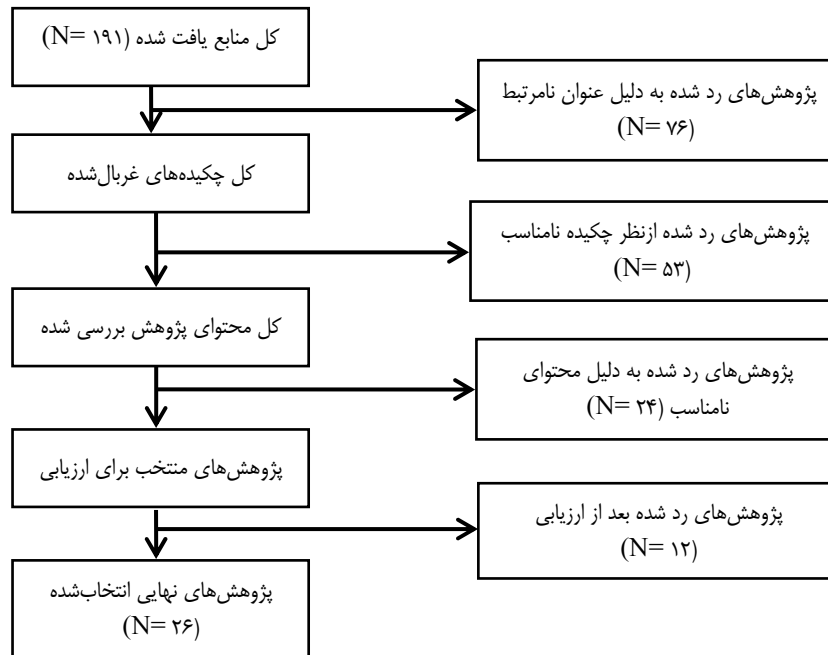 کل منابع یافت شده (N= ۱۹۱)
پژوهش‌های رد شده به دلیل عنوان نامرتبط
(N= ۷۶)
کل چکیده‌های غربال‌شده
پژوهش‌های رد شده ازنظر چکیده نامناسب
(N= ۵۳)
کل محتوای پژوهش بررسی شده
پژوهش‌های رد شده به دلیل محتوای
نامناسب (N= ۲۴)
پژوهش‌های منتخب برای ارزیابی
پژوهش‌های رد شده بعد از ارزیابی
(N= ۱۲)
پژوهش‌های نهایی انتخاب‌شده
(N= ۲۶)